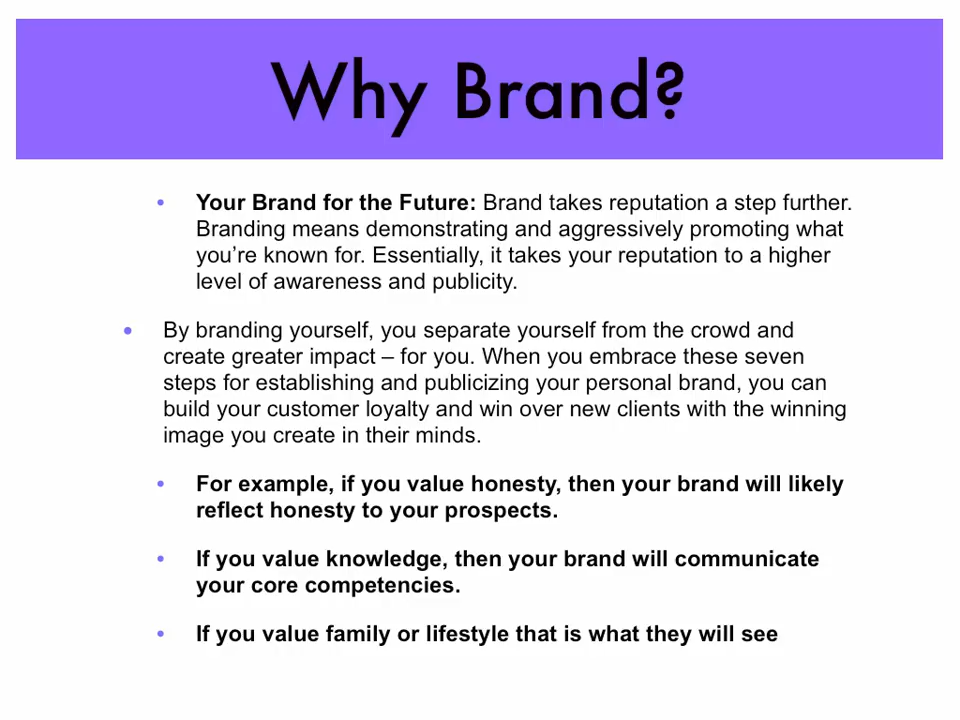 Why Brand?
• Your Brand for the Future: Brand takes reputation a step further.
Branding means demonstrating and aggressively promoting what
you’re known for. Essentially, it takes your reputation to a higher
level of awareness and publicity.
• By branding yourself, you separate yourself from the crowd and
create greater impact – for you. When you embrace these seven
steps for establishing and publicizing your personal brand, you can
build your customer loyalty and win over new clients with the winning
image you create in their minds.
• For example, if you value honesty, then your brand will likely
reflect honesty to your prospects.
• If you value knowledge, then your brand will communicate
your core competencies.
• If you value family or lifestyle that is what they will see